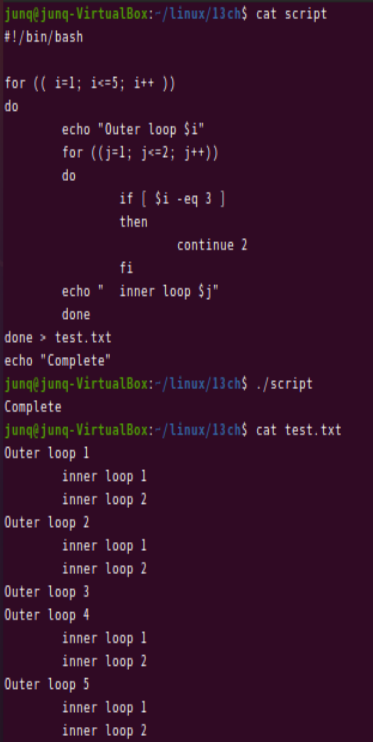 junq@junq-VirtualBox:~/linux/13ch$ cat script
#!/bin/bash

for (( i=1; i<=5; i++ ))
do
        echo "Outer loop $i"
        for ((j=1; j<=2; j++))
        do
                if [ $i -eq 3 ]
                then
                        continue 2
                fi
        echo "  inner loop $j"
        done
done > test.txt
echo "Complete"
junq@junq-VirtualBox:~/linux/13ch$ ./script
Complete
junq@junq-VirtualBox:~/linux/13ch$ cat test.txt
Outer loop 1
        inner loop 1
        inner loop 2
Outer loop 2
        inner loop 1
        inner loop 2
Outer loop 3
Outer loop 4
        inner loop 1
        inner loop 2
Outer loop 5
        inner loop 1
        inner loop 2